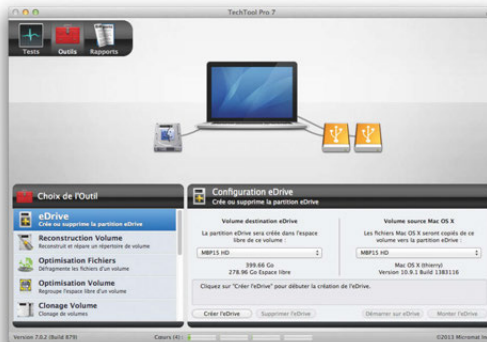 TechTool Pro 7
Tests Outils Rapports
Choix de l'Outil
eDrive
Crée ou supprime la partition eDrive
Reconstruction Volume
Reconstruit et répare un répertoire de volume
Optimisation Fichiers
Défragmente les fichiers d'un volume
Optimisation Volume
Regroupe l'espace libre d'un volume
Clonage Volume
Clonage de volumes
Configuration eDrive
Crée ou supprime la partition eDrive
Volume destination eDrive
La partition eDrive sera créée dans l'espace
libre de ce volume :
MBP15 HD
399.66 Go
278.96 Go Espace libre
Volume source Mac OS X
Les fichiers Mac OS X seront copiés de ce
volume vers la partition eDrive :
MBP15 HD
Mac OS X (thierry)
Version 10.9.1 Build 13B3116
Cliquez sur "Créer l'eDrive" pour débuter la création de l'eDrive.
Créer l'eDrive Supprimer l'eDrive Démarrer sur eDrive Monter l'eDrive
Version 7.0.2 (Build 879) Cœurs (4): ©2013 Micromat Inc